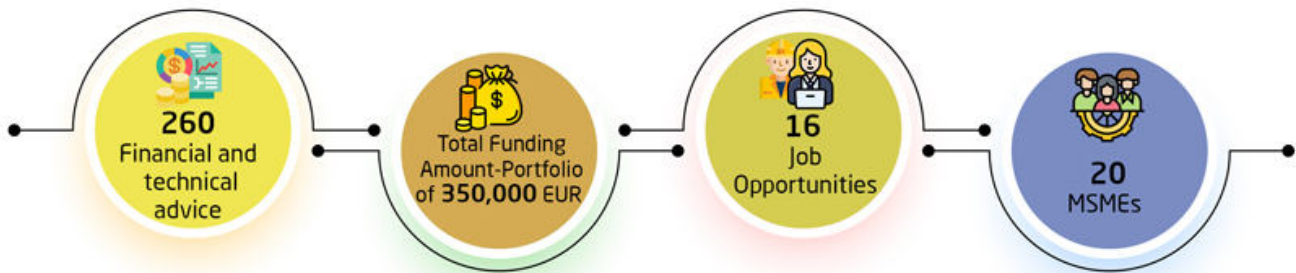 260
Financial and
technical
advice
Total Funding
Amount-Portfolio
of 350,000 EUR
16
Job
Opportunities
20
MSMEs